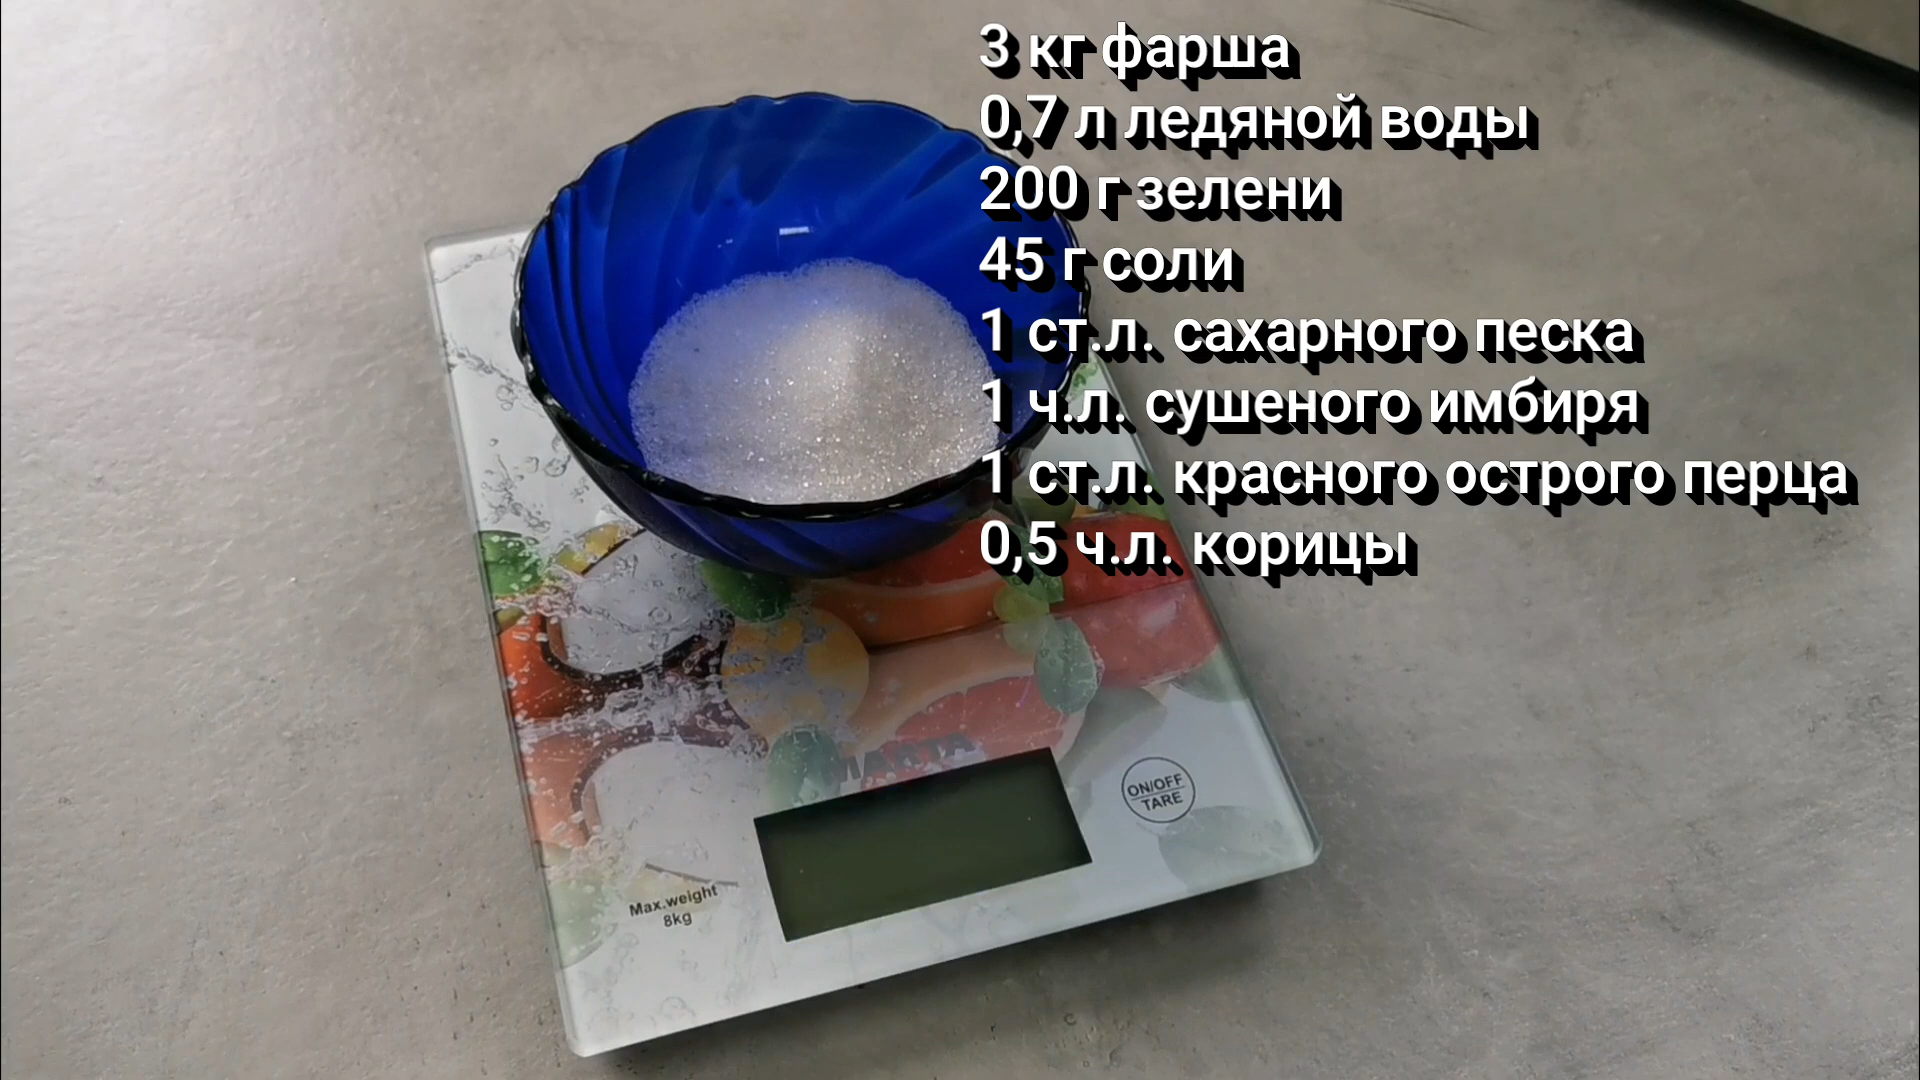 3 кг фарша
0,7 л ледяной воды
200 г зелени
45 г соли
1 ст.л. сахарного песка
1 ч.л. сушеного имбиря
1 ст.л. красного острого перца
0,5 ч.л. корицы
MARTA
ON/OFF
TARE
Max.weight
8kg